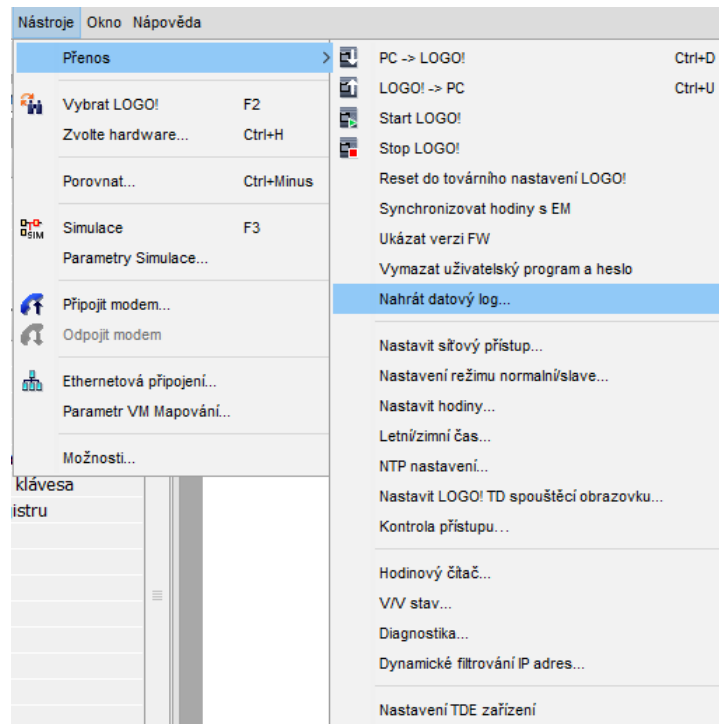 Nástroje Okno Nápověda
Přenos
Vybrat LOGO! F2
Zvolte hardware... Ctrl+H
Porovnat... Ctrl+Minus
SIM
Simulace F3
Parametry Simulace...
Připojit modem...
Odpojit modem
Ethernetová připojení...
Parametr VM Mapování...
Možnosti...
klávesa
istru
PC -> LOGO! Ctrl+D
LOGO! -> PC Ctrl+U
Start LOGO!
Stop LOGO!
Reset do továrního nastavení LOGO!
Synchronizovat hodiny s EM
Ukázat verzi FW
Vymazat uživatelský program a heslo
Nahrát datový log...
Nastavit síťový přístup...
Nastavení režimu normalní/slave...
Nastavit hodiny...
Letní/zimní čas...
NTP nastavení...
Nastavit LOGO! TD spouštěcí obrazovku...
Kontrola přístupu...
Hodinový čítač...
V/V stav...
Diagnostika...
Dynamické filtrování IP adres...
Nastavení TDE zařízení